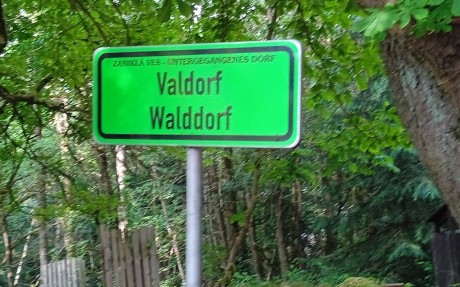 ZANIKLÁ VES - UNTERGEGANGENES DORF
Valdorf
Walddorf